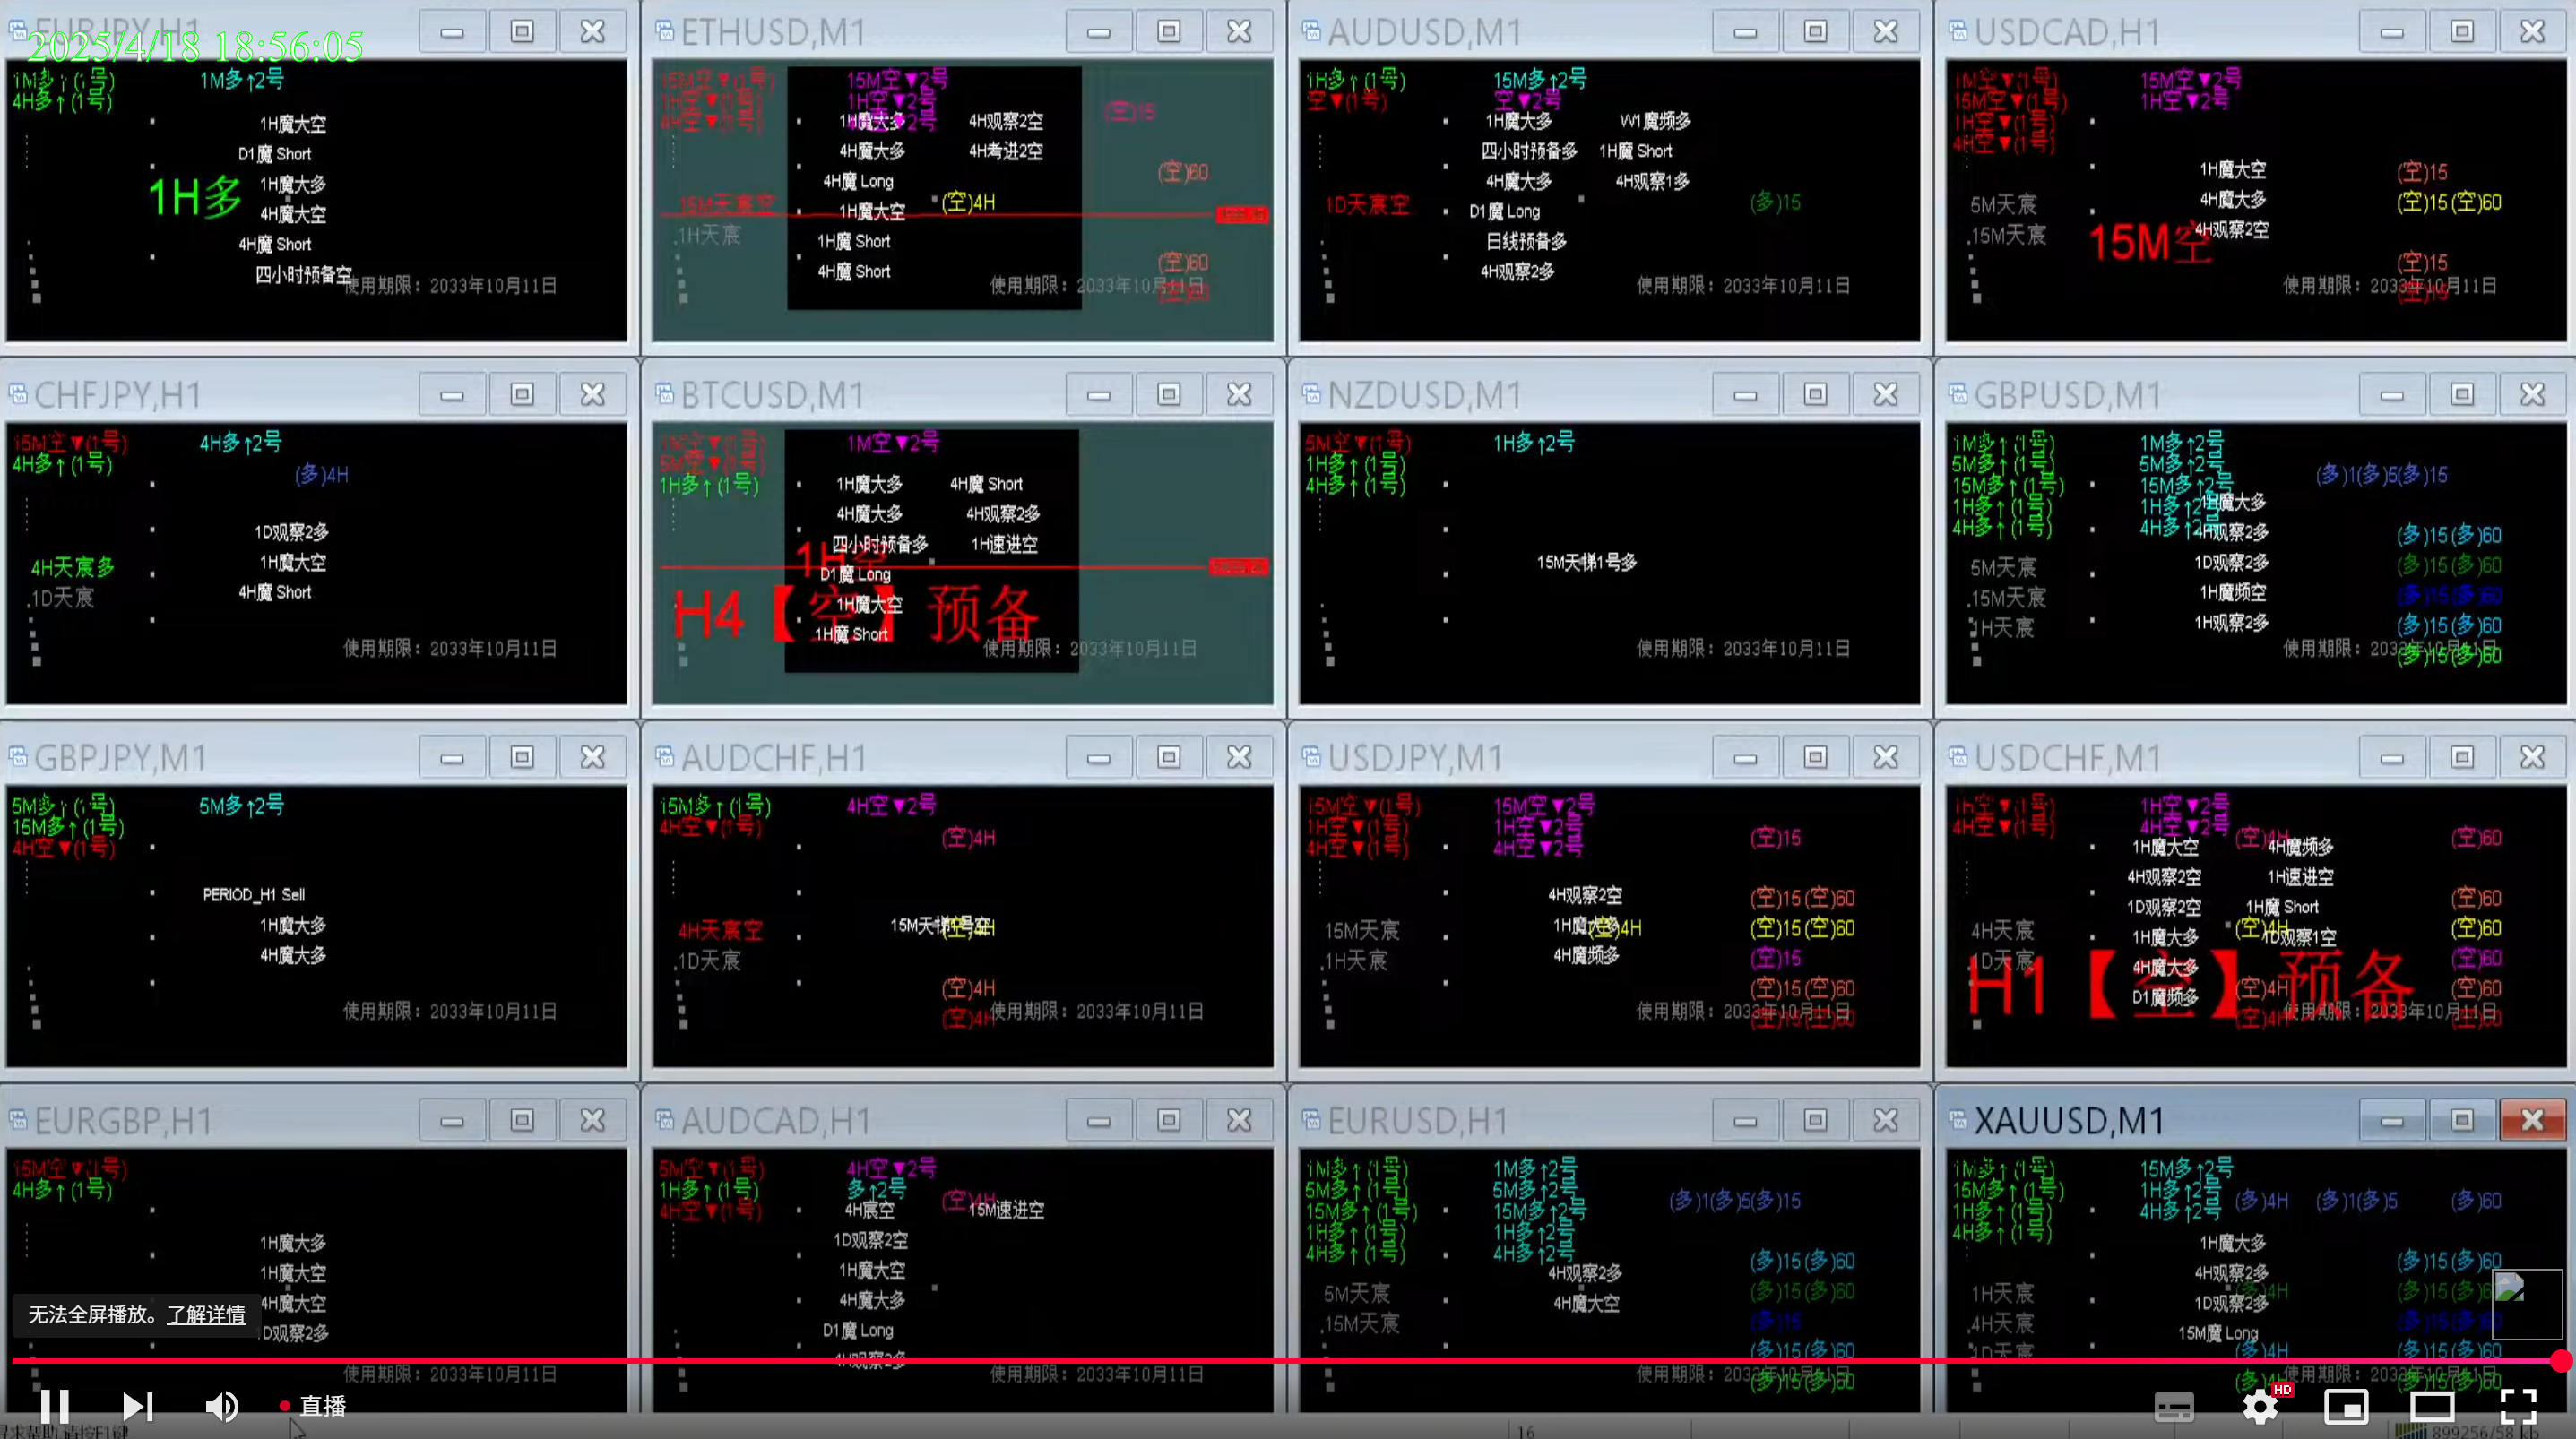 EURJPY,H1
2025/4/18 18:56:05
1M多↑(1号)
1M多↑2号
4H多↑(1号)
1H魔大空
D1魔 Short
1H魔大多
1H多
4H魔大空
4H魔 Short
四小时预备空
使用期限：2033年10月11日
ETHUSD,M1
15M空▼(1号)
15M空▼2号
1H空▼(1号)
1H空▼2号
4H空▼(1号)
1H魔大多
4H观察2空
(空)15
4H魔大多
4H考进2空
4H魔 Long
(空)60
15M天宸空
1H魔大空
(空)4H
.1H天宸
1H魔 Short
(空)60
4H魔 Short
(空)60
使用期限：2033年10月11日
AUDUSD,M1
1H多↑(1号)
15M多↑2号
空▼(1号)
空▼2号
1H魔大多
W1魔频多
四小时预备多
1H魔 Short
4H魔大多
4H观察1多
1D天宸空
D1魔 Long
(多)15
日线预备多
4H观察2多
使用期限：2033年10月11日
USDCAD,H1
1M空▼(1号)
15M空▼2号
15M空▼(1号)
1H空▼2号
1H空▼(1号)
4H空▼(1号)
1H魔大空
(空)15
5M天宸
4H魔大多
(空)15(空)60
.15M天宸
15M空
4H观察2空
(空)15
(空)15
使用期限：2033年10月11日
CHFJPY,H1
15M空▼(1号)
4H多↑2号
4H多↑(1号)
(多)4H
1D观察2多
4H天宸多
1H魔大空
.1D天宸
4H魔 Short
使用期限：2033年10月11日
BTCUSD,M1
1M空▼2号
5M空▼(1号)
1H多↑(1号)
1H魔大多
4H魔 Short
4H魔大多
4H观察2多
四小时预备多
1H速进空
1H空
D1魔 Long
H4【空】预备
1H魔大空
1H魔 Short
使用期限：2033年10月11日
NZDUSD,M1
5M空▼(1号)
1H多↑2号
1H多↑(1号)
4H多↑(1号)
15M天梯1号多
使用期限：2033年10月11日
GBPUSD,M1
1M多↑(1号)
1M多↑2号
5M多↑(1号)
5M多↑2号
(多)1(多)5(多)15
15M多↑(1号)
15M多↑2号
1H多↑(1号)
1H多↑2号
1H魔大多
4H多↑(1号)
4H多↑2号
4H观察2多
(多)15(多)60
5M天宸
1D观察2多
(多)15(多)60
.15M天宸
1H魔频空
(多)15(多)60
1H天宸
1H观察2多
(多)15(多)60
(多)15(多)60
使用期限：2033年10月11日
GBPJPY,M1
5M多↑(1号)
5M多↑2号
15M多↑(1号)
4H空▼(1号)
PERIOD_H1 Sell
1H魔大多
4H魔大多
使用期限：2033年10月11日
AUDCHF,H1
15M多↑(1号)
4H空▼2号
4H空▼(1号)
(空)4H
4H天宸空
(空)4H
.1D天宸
(空)4H
(空)4H
使用期限：2033年10月11日
USDJPY,M1
15M空▼(1号)
15M空▼2号
1H空▼(1号)
1H空▼2号
4H空▼(1号)
4H空▼2号
(空)15
4H观察2空
(空)15(空)60
15M天宸
1H魔大多
(空)4H
(空)15(空)60
.1H天宸
4H魔频多
(空)15
(空)15(空)60
(空)15(空)60
使用期限：2033年10月11日
USDCHF,M1
1H空▼(1号)
1H空▼2号
4H空▼(1号)
4H空▼2号
(空)4H
(空)60
1H魔大空
4H魔频多
4H观察2空
1H速进空
1D观察2空
1H魔 Short
(空)60
4H天宸
1H魔大多
(空)4H
1D观察1空
(空)60
.1D天宸
4H魔大多
(空)60
H1【空】预备
D1魔频多
(空)4H
(空)60
(空)4H
(空)60
使用期限：2033年10月11日
EURGBP,H1
15M空▼(1号)
4H多↑(1号)
1H魔大多
1H魔大空
4H魔大空
1D观察2多
使用期限：2033年10月11日
AUDCAD,H1
5M空▼(1号)
4H空▼2号
1H多↑(1号)
多↑2号
4H空▼(1号)
(空)4H
4H宸空
15M速进空
1D观察2空
1H魔大空
4H魔大多
D1魔 Long
4H观察2多
使用期限：2033年10月11日
EURUSD,H1
1M多↑(1号)
1M多↑2号
5M多↑(1号)
5M多↑2号
(多)1(多)5(多)15
15M多↑(1号)
15M多↑2号
1H多↑(1号)
1H多↑2号
4H多↑(1号)
4H多↑2号
(多)15(多)60
4H观察2多
5M天宸
(多)15(多)60
4H魔大空
.15M天宸
(多)15
(多)15(多)60
(多)15(多)60
使用期限：2033年10月11日
XAUUSD,M1
1M多↑(1号)
15M多↑2号
15M多↑(1号)
1H多↑2号
(多)4H
(多)1(多)5
(多)60
1H多↑(1号)
4H多↑2号
4H多↑(1号)
1H魔大多
(多)15(多)60
4H观察2多
1H天宸
1D观察2多
.4H天宸
15M魔 Long
1D天宸
(多)4H
(多)15(多)60
使用期限：2033年10月11日
无法全屏播放。了解详情
直播
HD
16
899256/58 kb